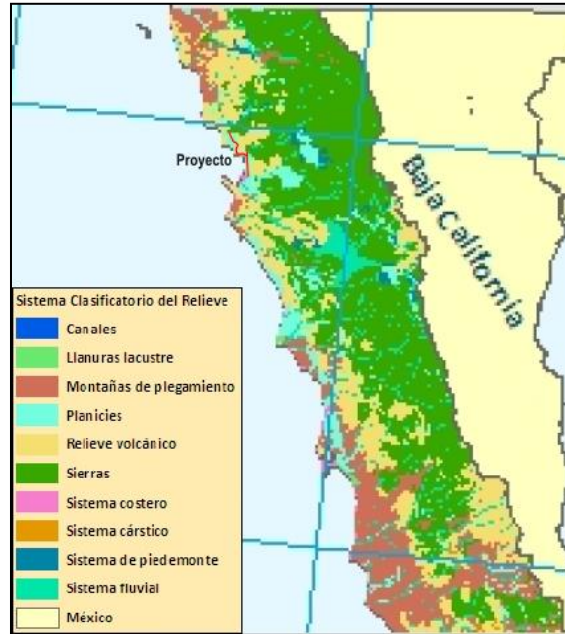 Proyecto
Baja California
Sistema Clasificatorio del Relieve
Canales
Llanuras lacustre
Montañas de plegamiento
Planicies
Relieve volcánico
Sierras
Sistema costero
Sistema cárstico
Sistema de piedemonte
Sistema fluvial
México